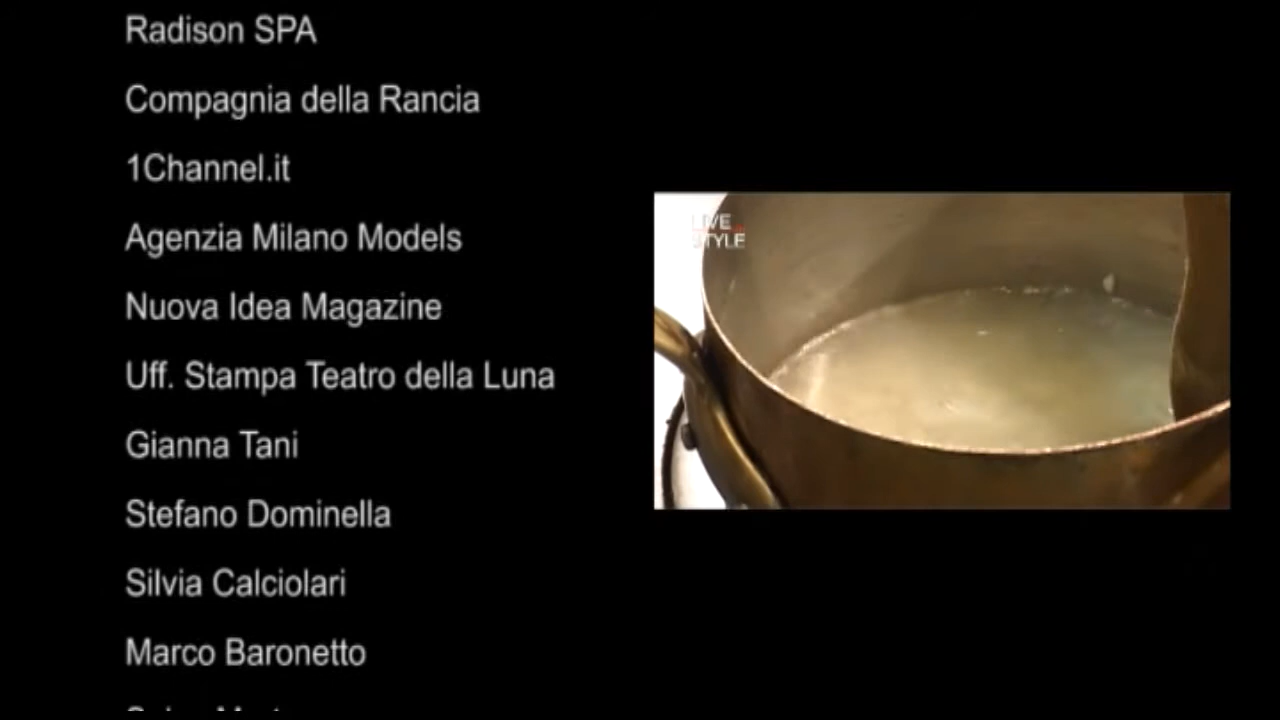 Radison SPA
Compagnia della Rancia
1Channel.it
Agenzia Milano Models
Nuova Idea Magazine
Uff. Stampa Teatro della Luna
Gianna Tani
Stefano Dominella
Silvia Calciolari
Marco Baronetto
LIVE
STYLE